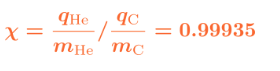 χ = q_He/m_He / q_C/m_C = 0.99935